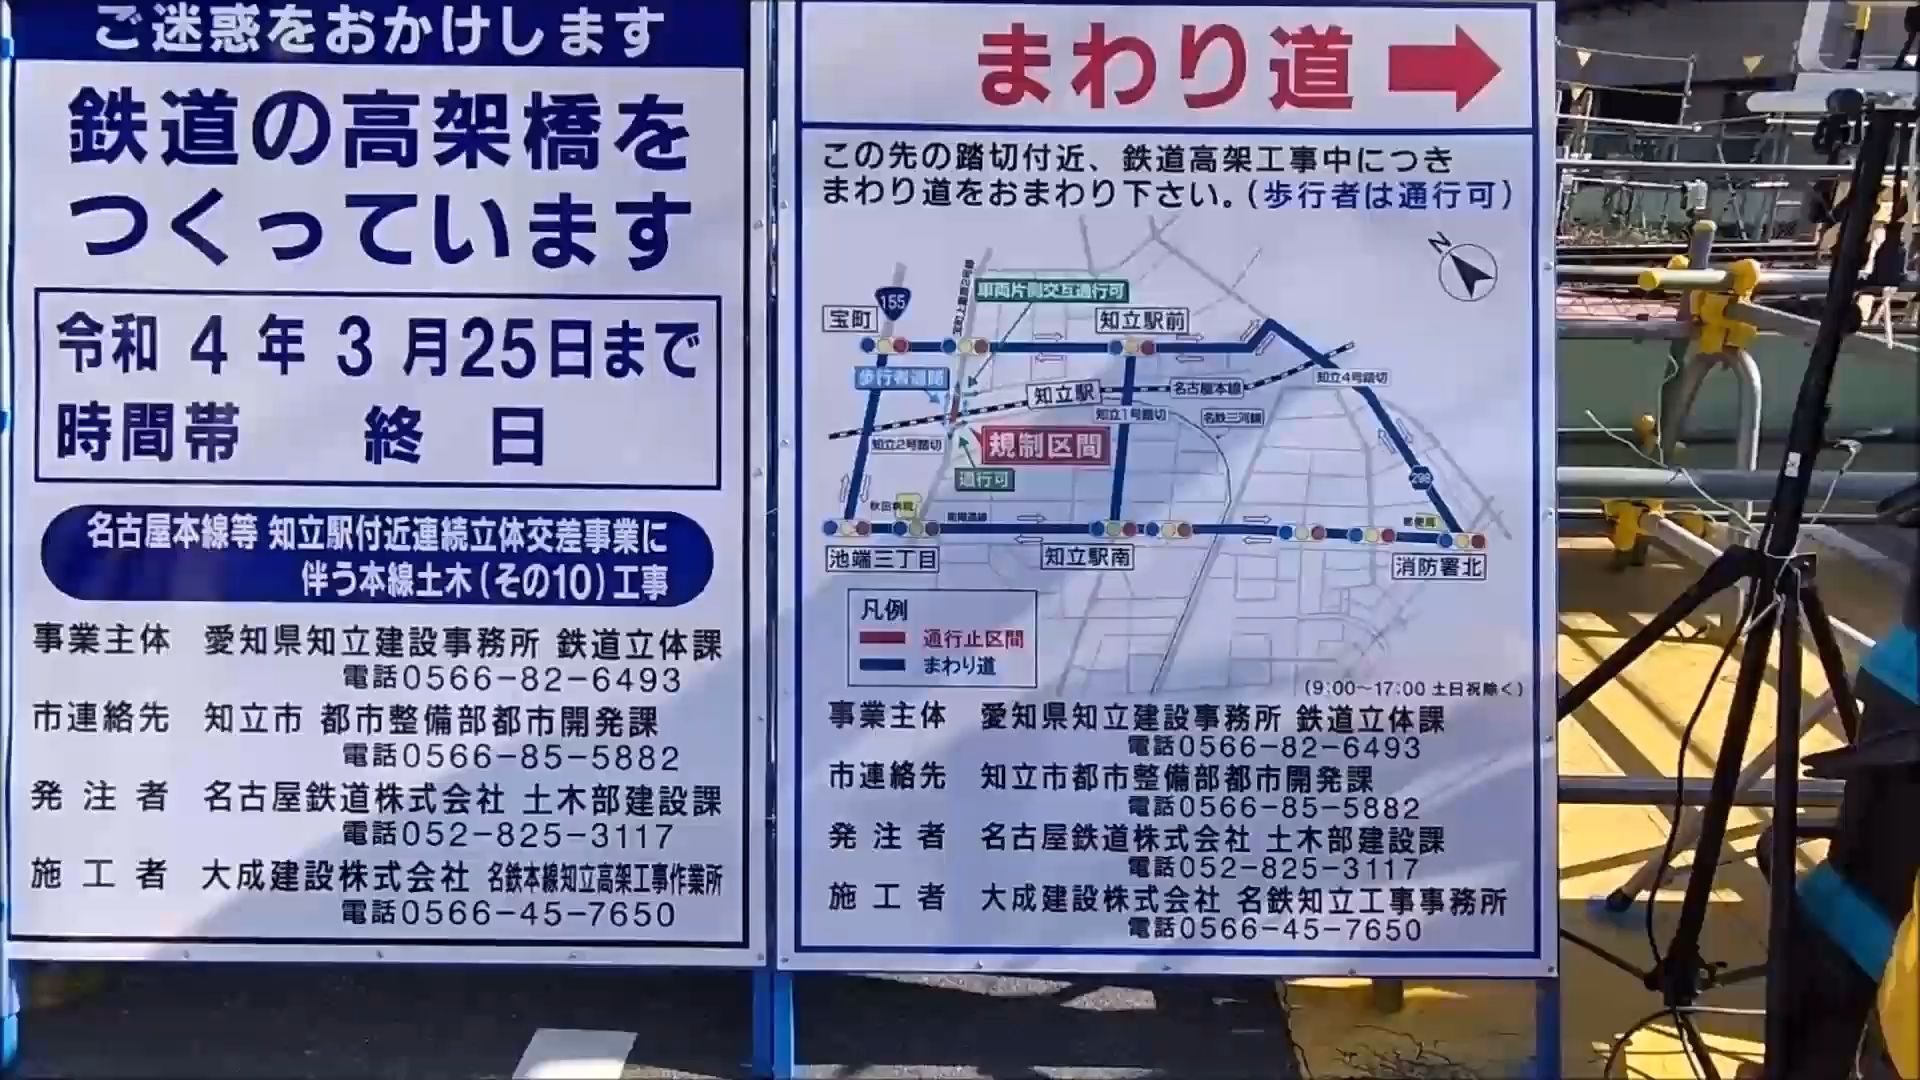 ご迷惑をおかけします
鉄道の高架橋を
つくっています
令和 4 年 3 月25日まで
時間帯 終 日
名古屋本線等 知立駅付近連続立体交差事業に
伴う本線土木(その10)工事
事業主体 愛知県知立建設事務所 鉄道立体課
電話0566-82-6493
市連絡先 知立市 都市整備部都市開発課
電話0566-85-5882
発 注 者 名古屋鉄道株式会社 土木部建設課
電話052-825-3117
施 工 者 大成建設株式会社 名鉄本線知立高架工事作業所
電話0566-45-7650
まわり道
この先の踏切付近、鉄道高架工事中につき
まわり道をおまわり下さい。(歩行者は通行可)
N
155
車両片側交互通行可
宝町
知立駅前
歩行者通路
知立駅
名古屋本線
知立4号踏切
知立1号踏切
名鉄三河線
知立2号踏切
規制区間
通行可
298
秋田病院
池端三丁目
知立駅南
消防署北
凡例
通行止区間
まわり道
(9:00~17:00 土日祝除く)
事業主体 愛知県知立建設事務所 鉄道立体課
電話0566-82-6493
市連絡先 知立市都市整備部都市開発課
電話0566-85-5882
発 注 者 名古屋鉄道株式会社 土木部建設課
電話052-825-3117
施 工 者 大成建設株式会社 名鉄知立工事事務所
電話0566-45-7650